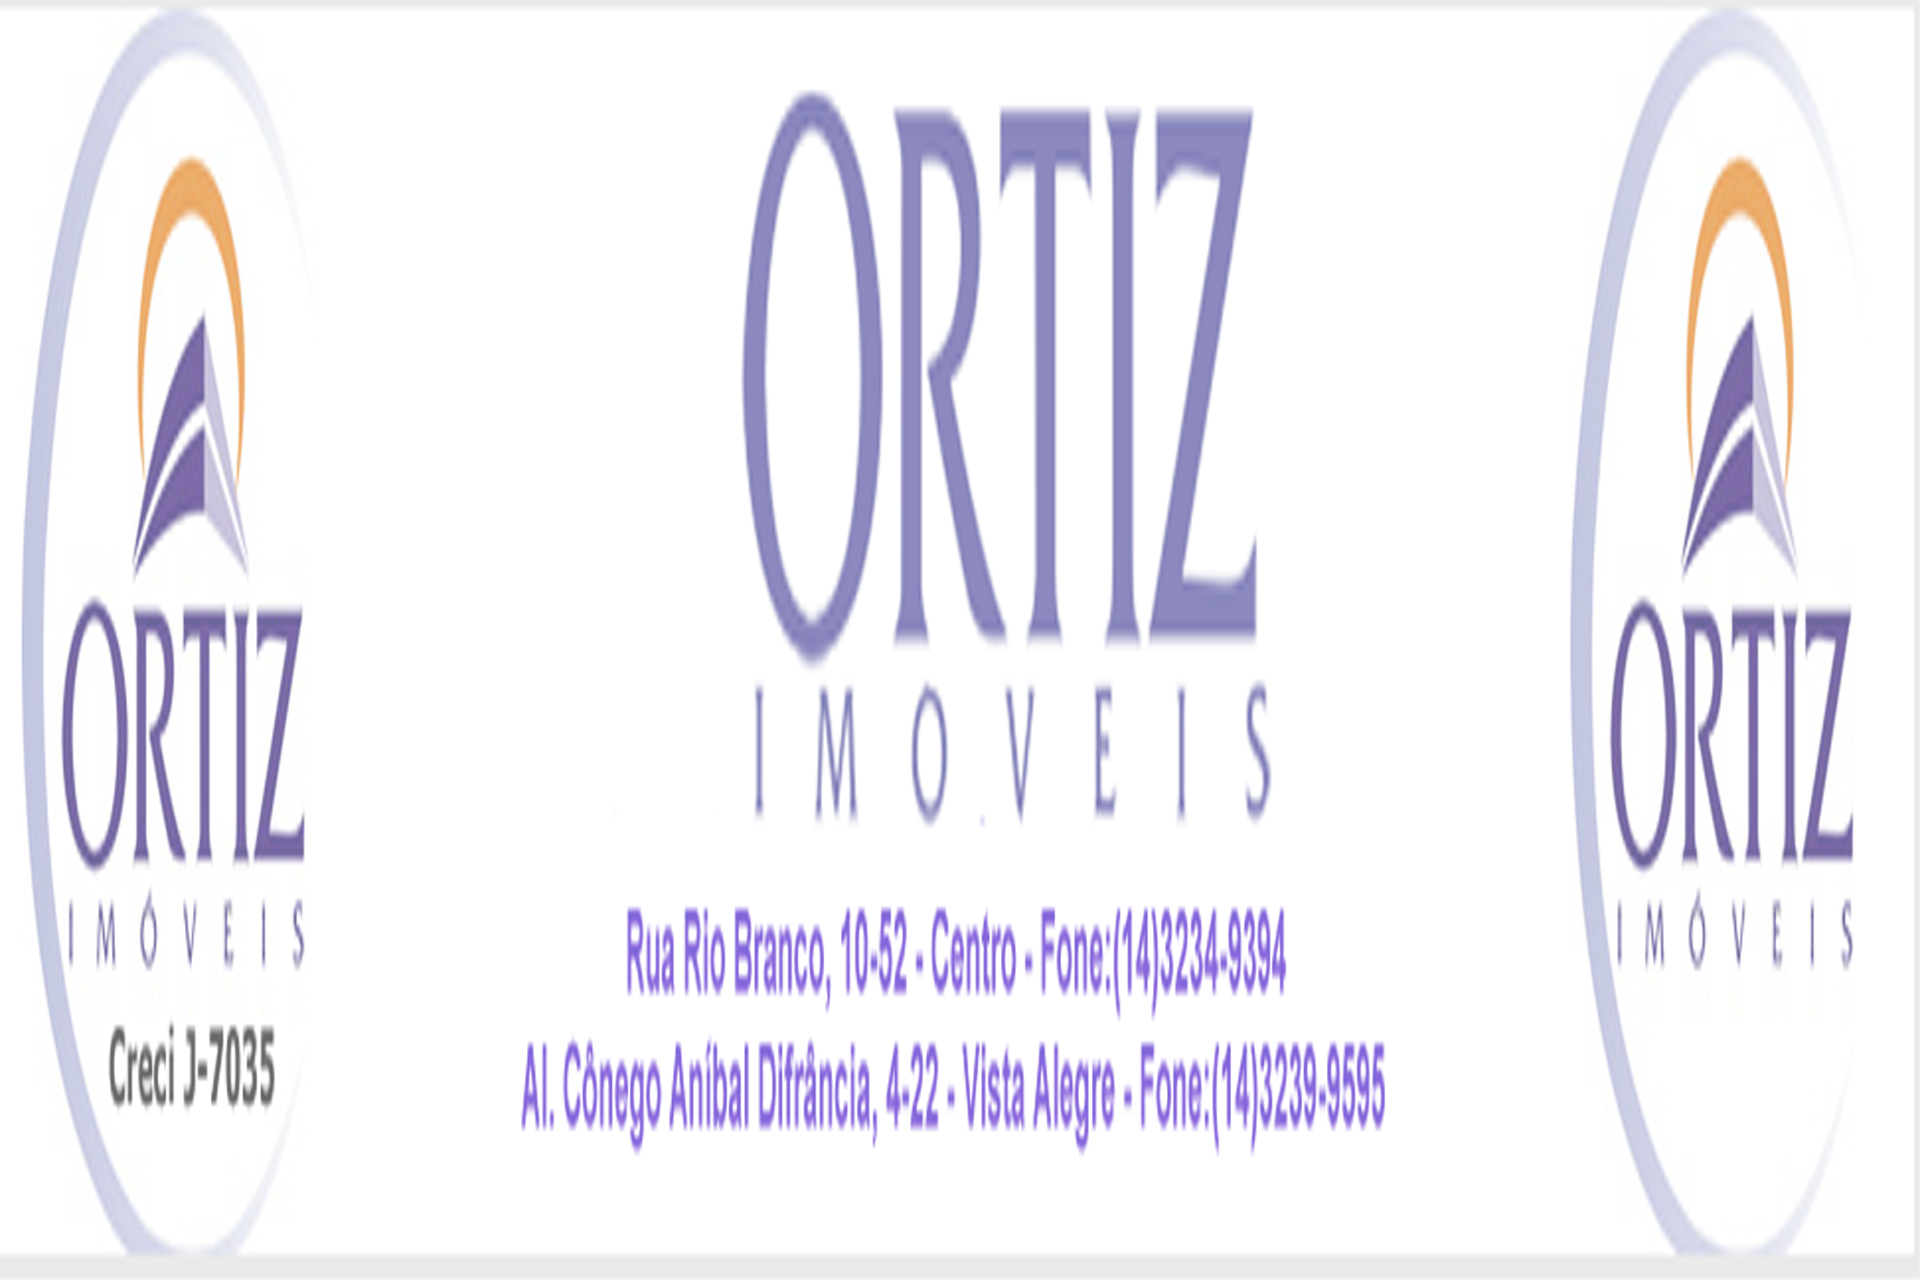 ORTIZ
IMÓVEIS
Creci J-7035
ORTIZ
IMOVEIS
Rua Rio Branco, 10-52 - Centro - Fone:(14)3234-9394
Al. Cônego Aníbal Difrância, 4-22 - Vista Alegre - Fone:(14)3239-9595
ORTIZ
IMÓVEIS